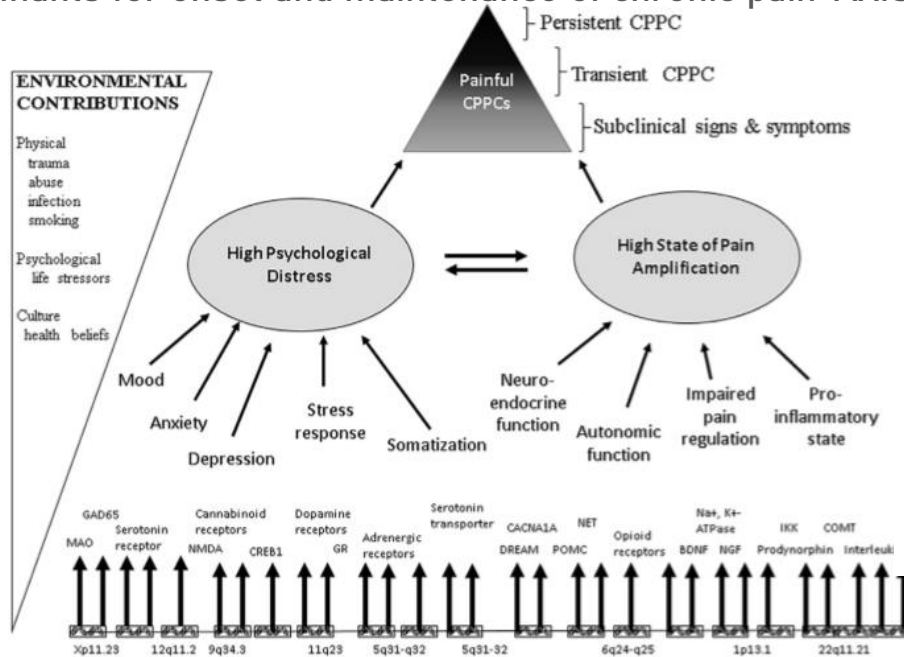 Persistent CPPC
Transient CPPC
Subclinical signs & symptoms
Painful
CPPCs
ENVIRONMENTAL
CONTRIBUTIONS
Physical
trauma
abuse
infection
smoking
Psychological
life stressors
Culture
health beliefs
High Psychological
Distress
High State of Pain
Amplification
Mood
Anxiety
Depression
Stress
response
Somatization
Neuro-
endocrine
function
Autonomic
function
Impaired
pain
regulation
Pro-
inflammatory
state
MAO
GAD65
Serotonin
receptor
NMDA
Cannabinoid
receptors
CREB1
Dopamine
receptors
GR
Adrenergic
receptors
Serotonin
transporter
CACNA1A
DREAM
POMC
NET
Opioid
receptors
Na+, K+-
ATPase
BDNF
NGF
IKK
Prodynorphin
COMT
Interleuk
Xp11.23
12q11.2
9q34.3
11q23
5q31-q32
5q31-32
6q24-q25
1p13.1
22q11.21